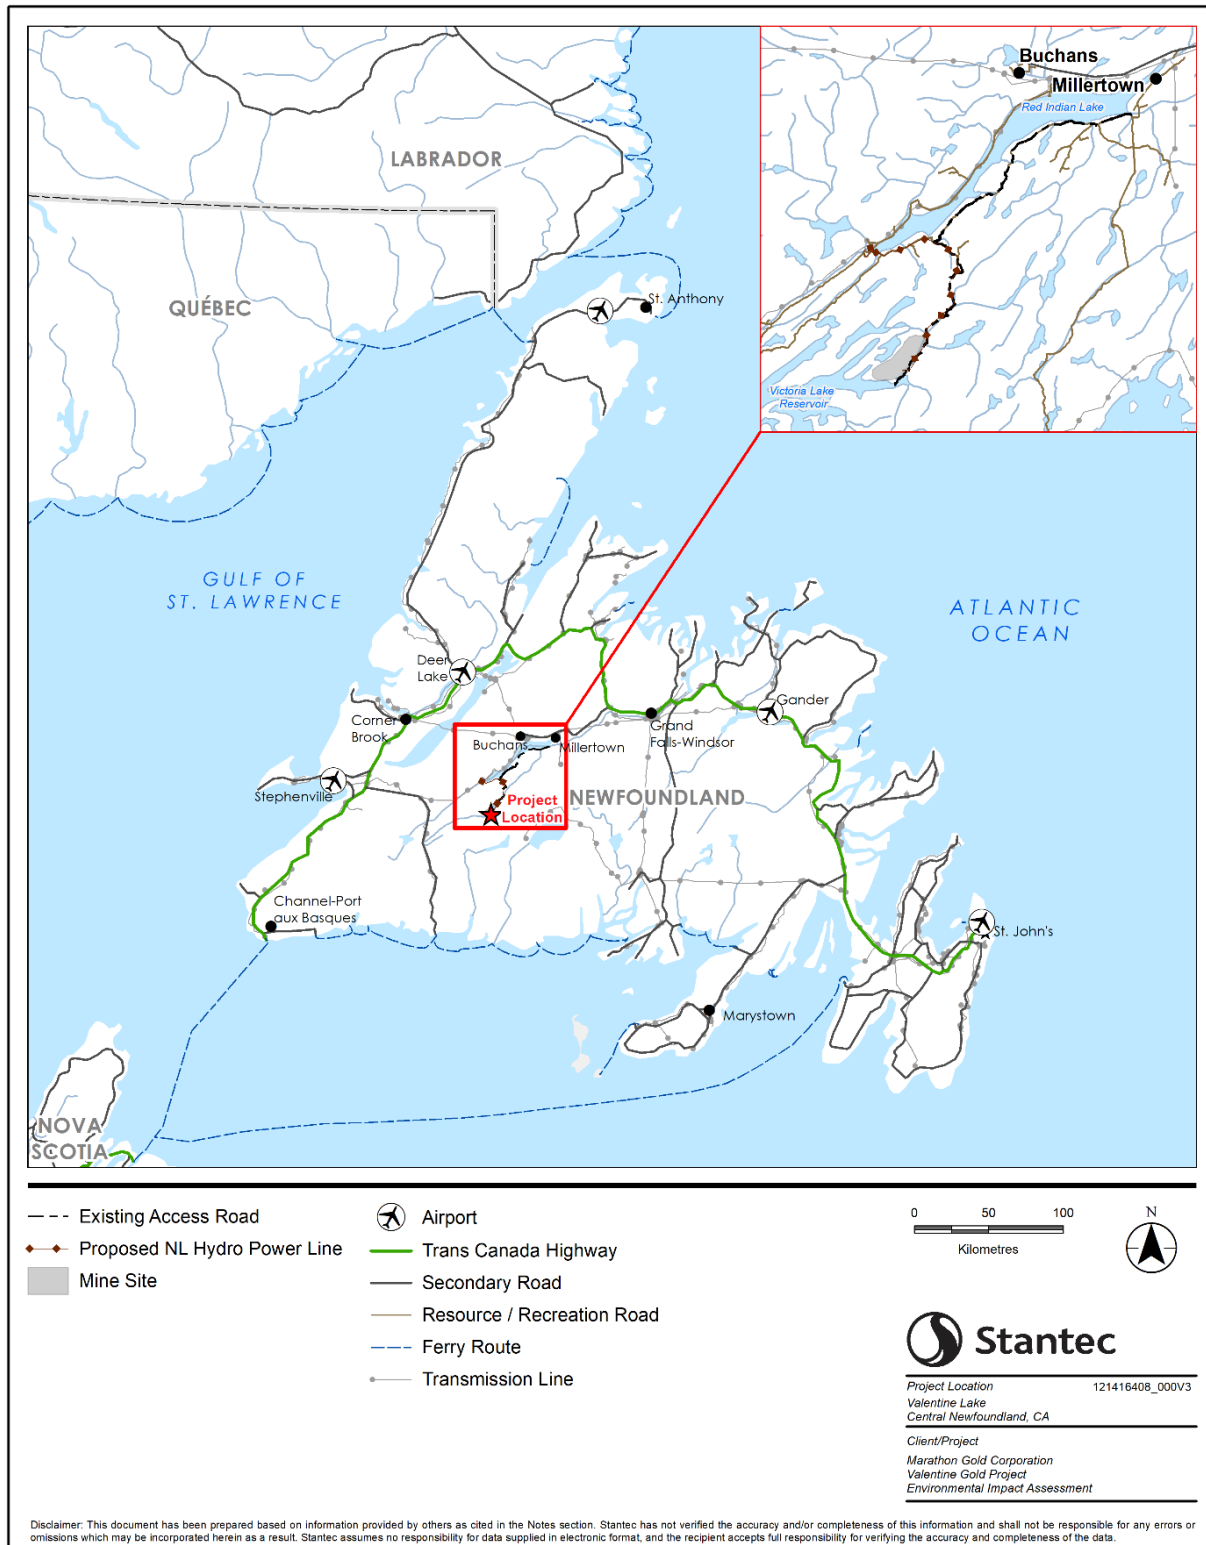 LABRADOR
QUÉBEC
St. Anthony
GULF OF
ST. LAWRENCE
ATLANTIC
OCEAN
Deer
Lake
Corner
Brook
Buchans
Millertown
Grand
Falls-Windsor
Gander
Stephenville
Project
Location
NEWFOUNDLAND
Channel-Port
aux Basques
St. John's
Marystown
NOVA
SCOTIA
Buchans
Millertown
Red Indian Lake
Victoria Lake
Reservoir
Existing Access Road
Proposed NL Hydro Power Line
Mine Site
Airport
Trans Canada Highway
Secondary Road
Resource / Recreation Road
Ferry Route
Transmission Line
0 50 100
Kilometres
N
Stantec
Project Location 121416408_000V3
Valentine Lake
Central Newfoundland, CA
Client/Project
Marathon Gold Corporation
Valentine Gold Project
Environmental Impact Assessment
Disclaimer: This document has been prepared based on information provided by others as cited in the Notes section. Stantec has not verified the accuracy and/or completeness of this information and shall not be responsible for any errors or
omissions which may be incorporated herein as a result. Stantec assumes no responsibility for data supplied in electronic format, and the recipient accepts full responsibility for verifying the accuracy and completeness of the data.